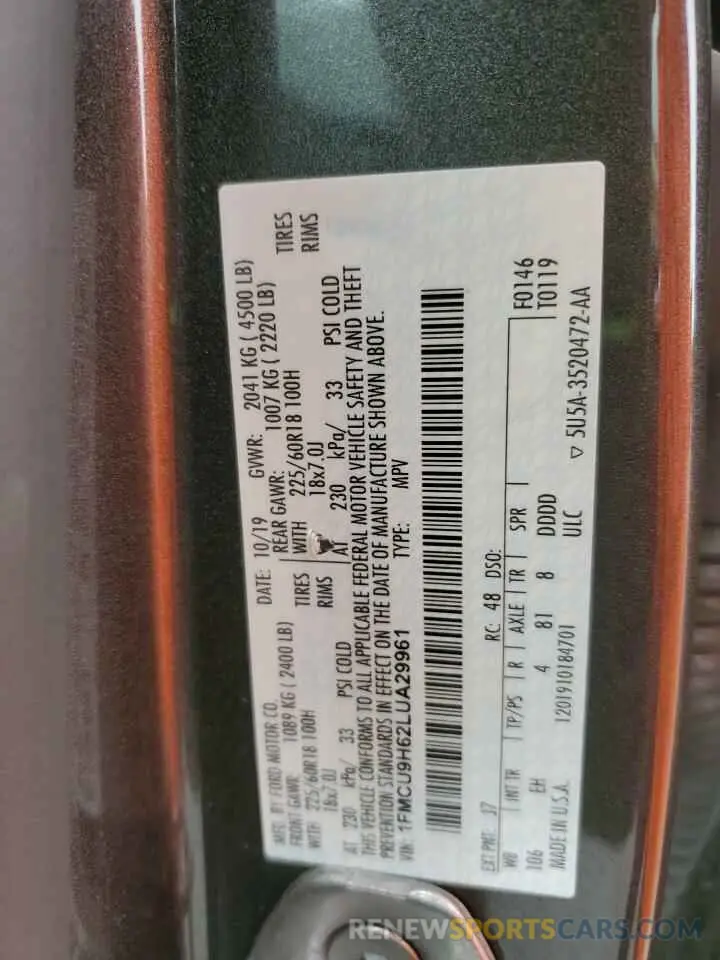 MFD. BY FORD MOTOR CO.
DATE: 10/19 GVWR: 2041 KG ( 4500 LB)
FRONT GAWR: 1089 KG ( 2400 LB) REAR GAWR: 1007 KG ( 2220 LB)
WITH 225/60R18 100H TIRES WITH 225/60R18 100H TIRES
18x7.0J RIMS 18x7.0J RIMS
AT 230 kPa/ 33 PSI COLD AT 230 kPa/ 33 PSI COLD
THIS VEHICLE CONFORMS TO ALL APPLICABLE FEDERAL MOTOR VEHICLE SAFETY AND THEFT
PREVENTION STANDARDS IN EFFECT ON THE DATE OF MANUFACTURE SHOWN ABOVE.
VIN: 1FMCU9H62LUA29961 TYPE: MPV
EXT PNT: J7 RC: 48 DSO:
WB INT TR TP/PS R AXLE TR SPR F0146
106 EH 4 81 8 DDDD T0119
MADE IN U.S.A. 1201910184701 ULC ▽ 5U5A-3520472-AA
RENEWSPORTSCARS.COM